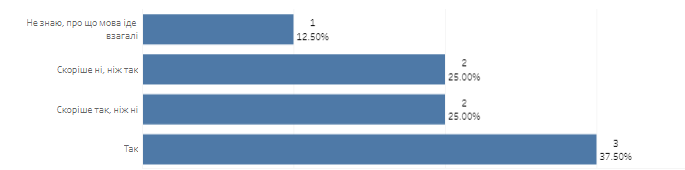 Не знаю, про що мова іде
взагалі
1
12.50%
Скоріше ні, ніж так
2
25.00%
Скоріше так, ніж ні
2
25.00%
Так
3
37.50%